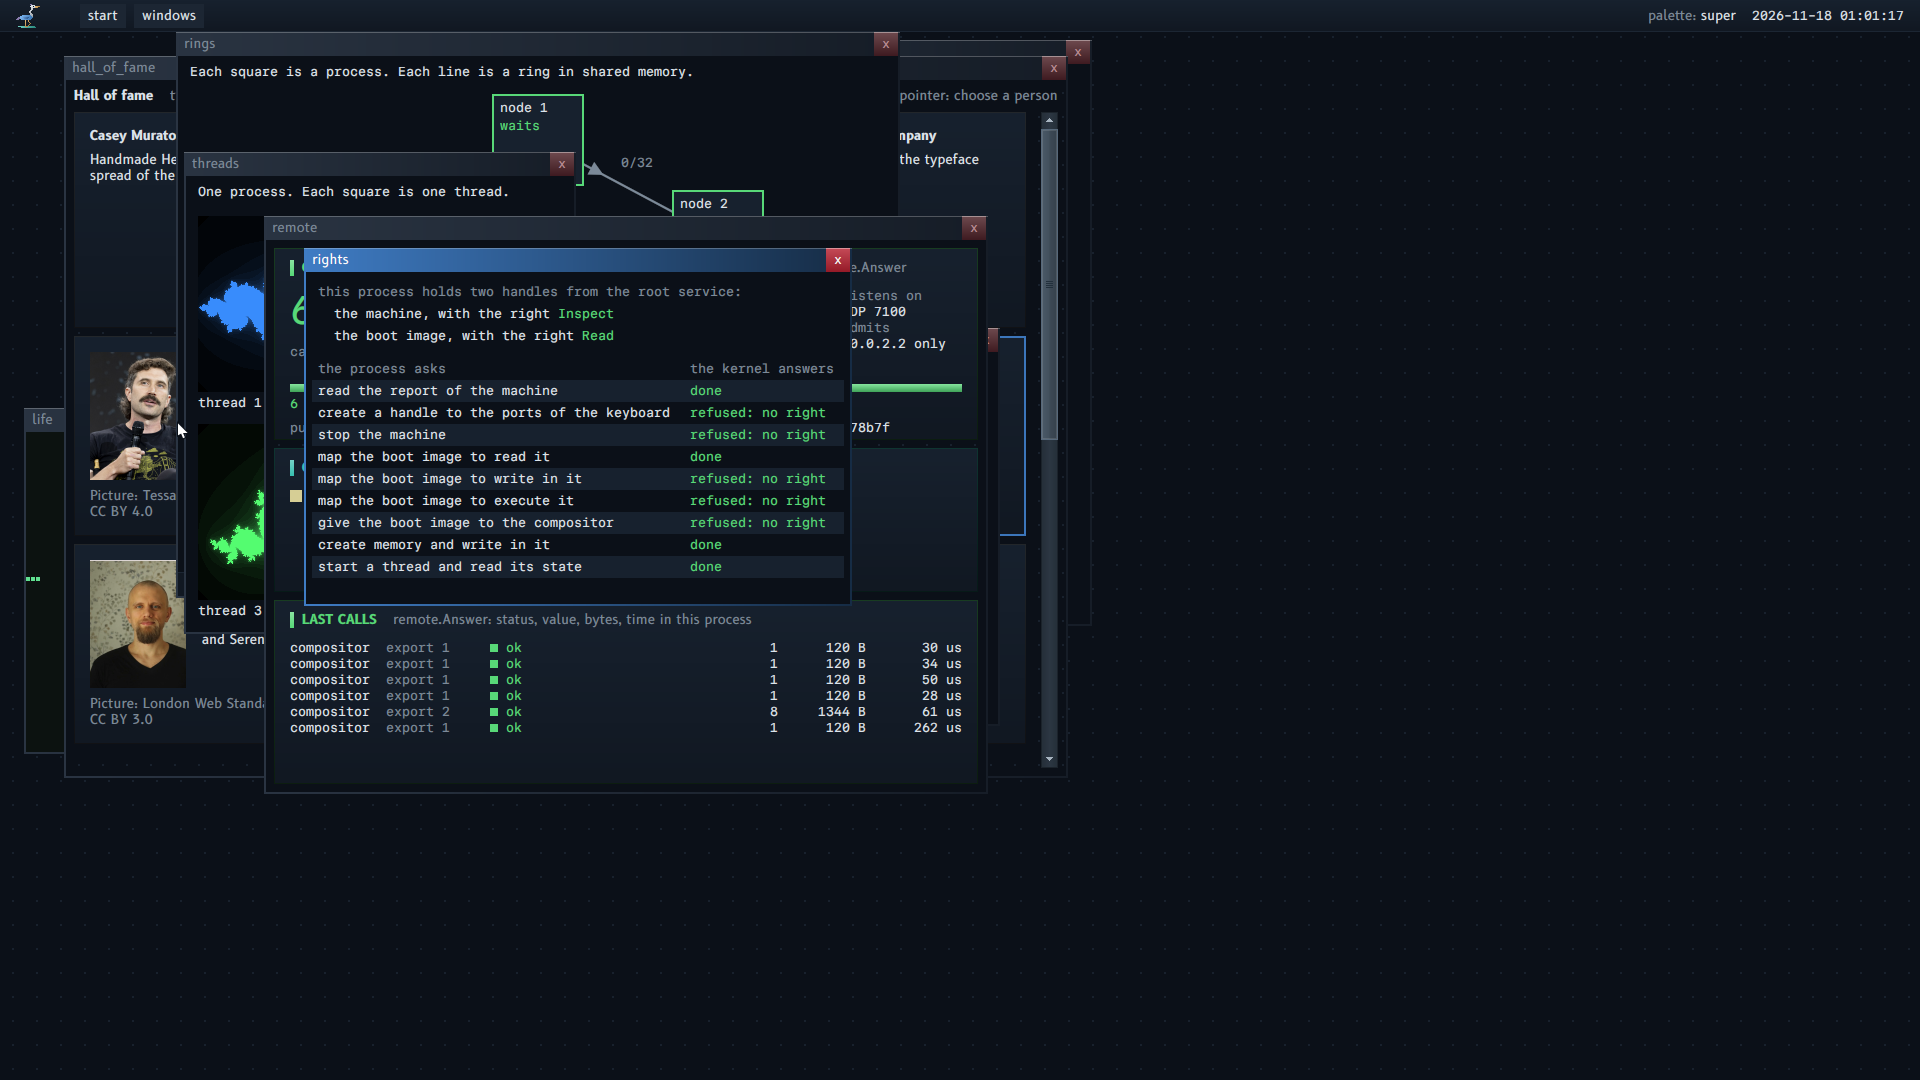 start windows palette: super 2026-11-18 01:01:17
rings x
x
hall_of_fame
x
Each square is a process. Each line is a ring in shared memory.
Hall of fame
pointer: choose a person
node 1
waits
Casey
Handmade
spread of the
the typeface
0/32
threads x
One process. Each square is one thread.
node 2
remote x
rights x
this process holds two handles from the root service:
the machine, with the right Inspect
the boot image, with the right Read
the process asks the kernel answers
read the report of the machine done
create a handle to the ports of the keyboard refused: no right
stop the machine refused: no right
map the boot image to read it done
map the boot image to write in it refused: no right
map the boot image to execute it refused: no right
give the boot image to the compositor refused: no right
create memory and write in it done
start a thread and read its state done
.Answer
on
7100
only
78b7f
6
thread 1
life
Picture: Tessa
CC BY 4.0
thread 3
and
Picture: London Web
CC BY 3.0
LAST CALLS remote.Answer: status, value, bytes, time in this process
compositor export 1 ok 1 120 B 30 us
compositor export 1 ok 1 120 B 34 us
compositor export 1 ok 1 120 B 50 us
compositor export 1 ok 1 120 B 28 us
compositor export 2 ok 8 1344 B 61 us
compositor export 1 ok 1 120 B 262 us